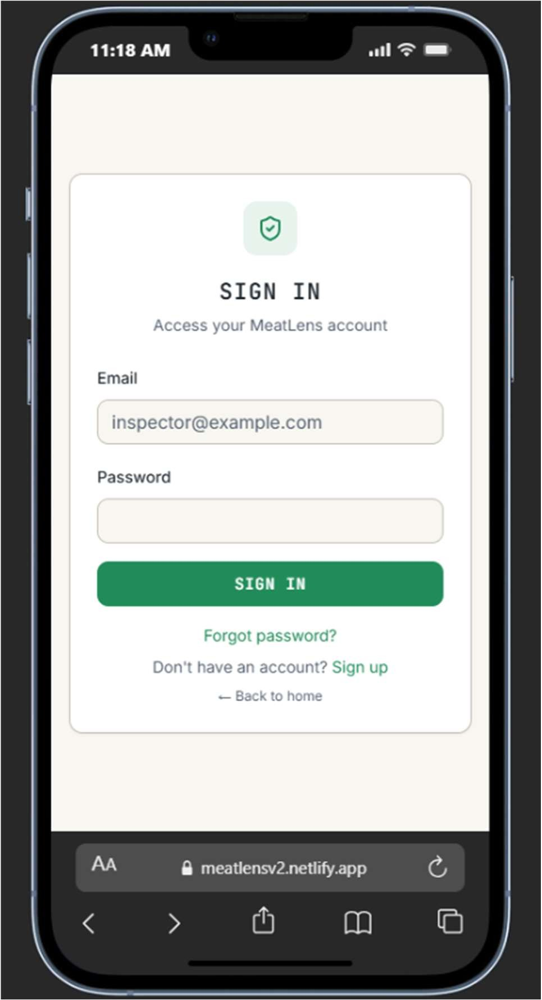 11:18 AM
SIGN IN
Access your MeatLens account
Email
inspector@example.com
Password
SIGN IN
Forgot password?
Don't have an account? Sign up
← Back to home
AA
meatlensv2.netlify.app